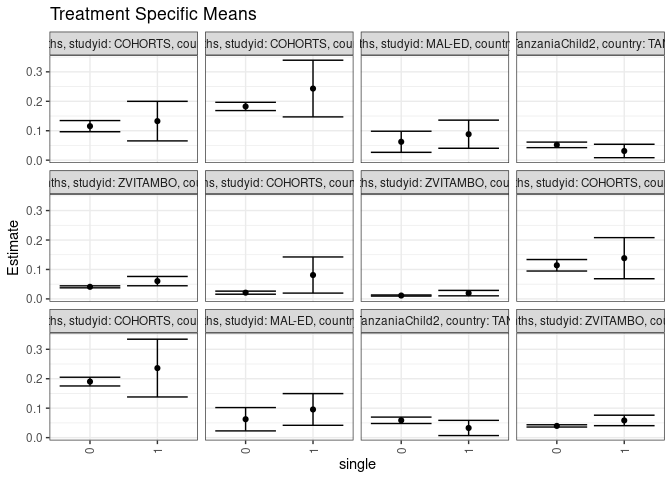 Treatment Specific Means
ths, studyid: COHORTS, cou
ths, studyid: COHORTS, cou
ths, studyid: MAL-ED, countr
TanzaniaChild2, country: TAN
0.3
0.2
0.1
0.0
ths, studyid: ZVITAMBO, cou
ths, studyid: COHORTS, cou
ths, studyid: ZVITAMBO, cou
ths, studyid: COHORTS, cou
0.3
0.2
0.1
0.0
Estimate
ths, studyid: COHORTS, cou
ths, studyid: MAL-ED, countr
TanzaniaChild2, country: TAN
ths, studyid: ZVITAMBO, cou
0.3
0.2
0.1
0.0
0 1 0 1 0 1 0 1
single